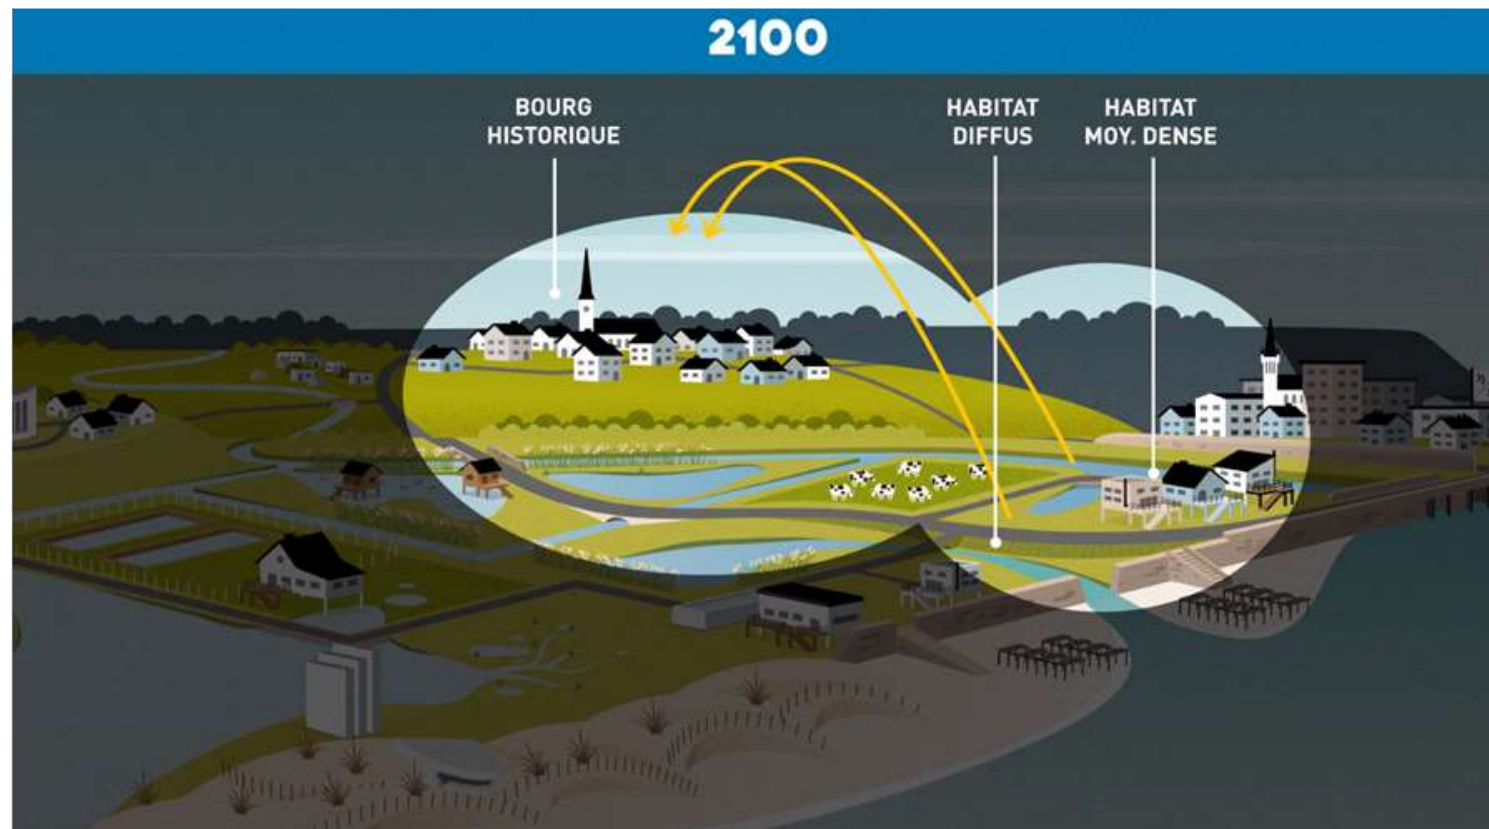 2100
BOURG
HISTORIQUE
HABITAT
DIFFUS
HABITAT
MOY. DENSE